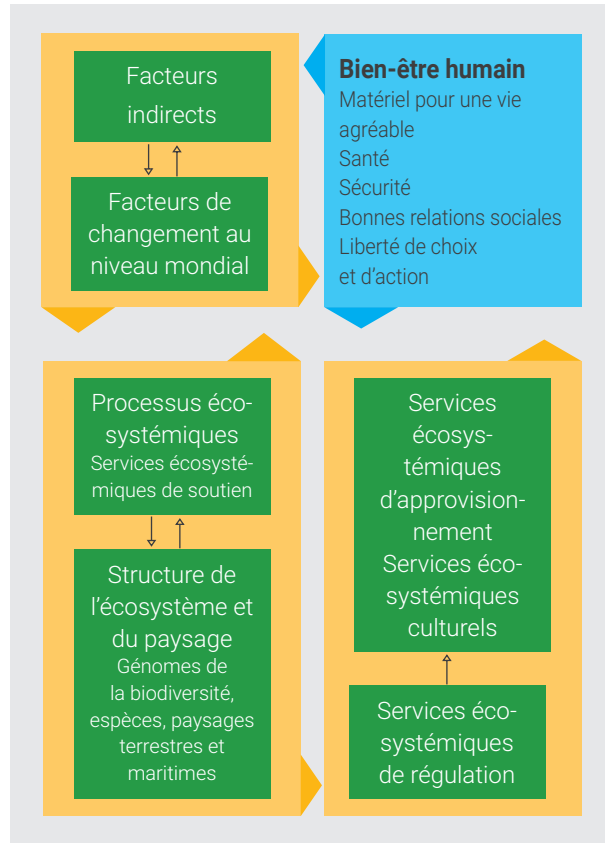 Facteurs
indirects
Facteurs de
changement au
niveau mondial
Bien-être humain
Matériel pour une vie
agréable
Santé
Sécurité
Bonnes relations sociales
Liberté de choix
et d’action
Processus éco-
systémiques
Services écosysté-
miques de soutien
Structure de
l’écosystème et
du paysage
Génomes de
la biodiversité,
espèces, paysages
terrestres et
maritimes
Services
écosys-
témiques
d’approvision-
nement
Services éco-
systémiques
culturels
Services éco-
systémiques
de régulation